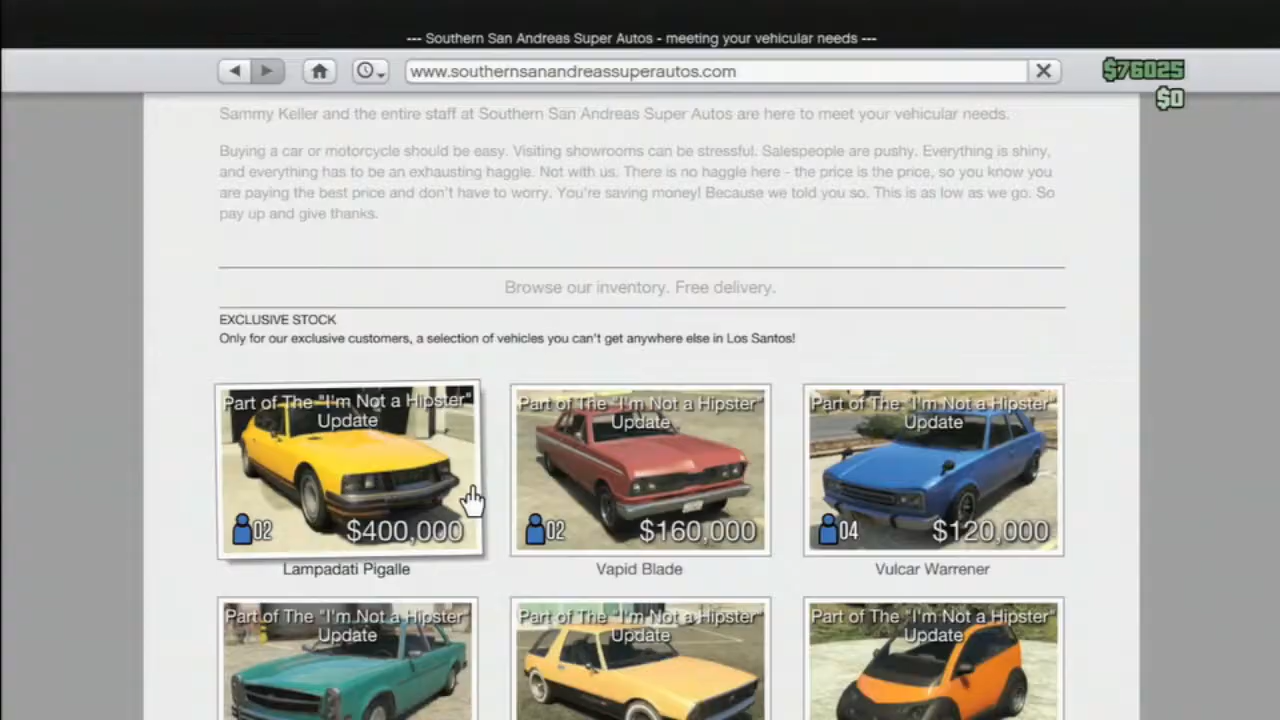 --- Southern San Andreas Super Autos - meeting your vehicular needs ---
www.southernsanandreassuperautos.com
$76025
$0
Sammy Keller and the entire staff at Southern San Andreas Super Autos are here to meet your vehicular needs.
Buying a car or motorcycle should be easy. Visiting showrooms can be stressful. Salespeople are pushy. Everything is shiny,
and everything has to be an exhausting haggle. Not with us. There is no haggle here - the price is the price, so you know you
are paying the best price and don't have to worry. You're saving money! Because we told you so. This is as low as we go. So
pay up and give thanks.
Browse our inventory. Free delivery.
EXCLUSIVE STOCK
Only for our exclusive customers, a selection of vehicles you can't get anywhere else in Los Santos!
Part of The "I'm Not a Hipster"
Update
02 $400,000
Lampadati Pigalle
Part of The "I'm Not a Hipster"
Update
02 $160,000
Vapid Blade
Part of The "I'm Not a Hipster"
Update
04 $120,000
Vulcar Warrener
Part of The "I'm Not a Hipster"
Update
Part of The "I'm Not a Hipster"
Update
Part of The "I'm Not a Hipster"
Update